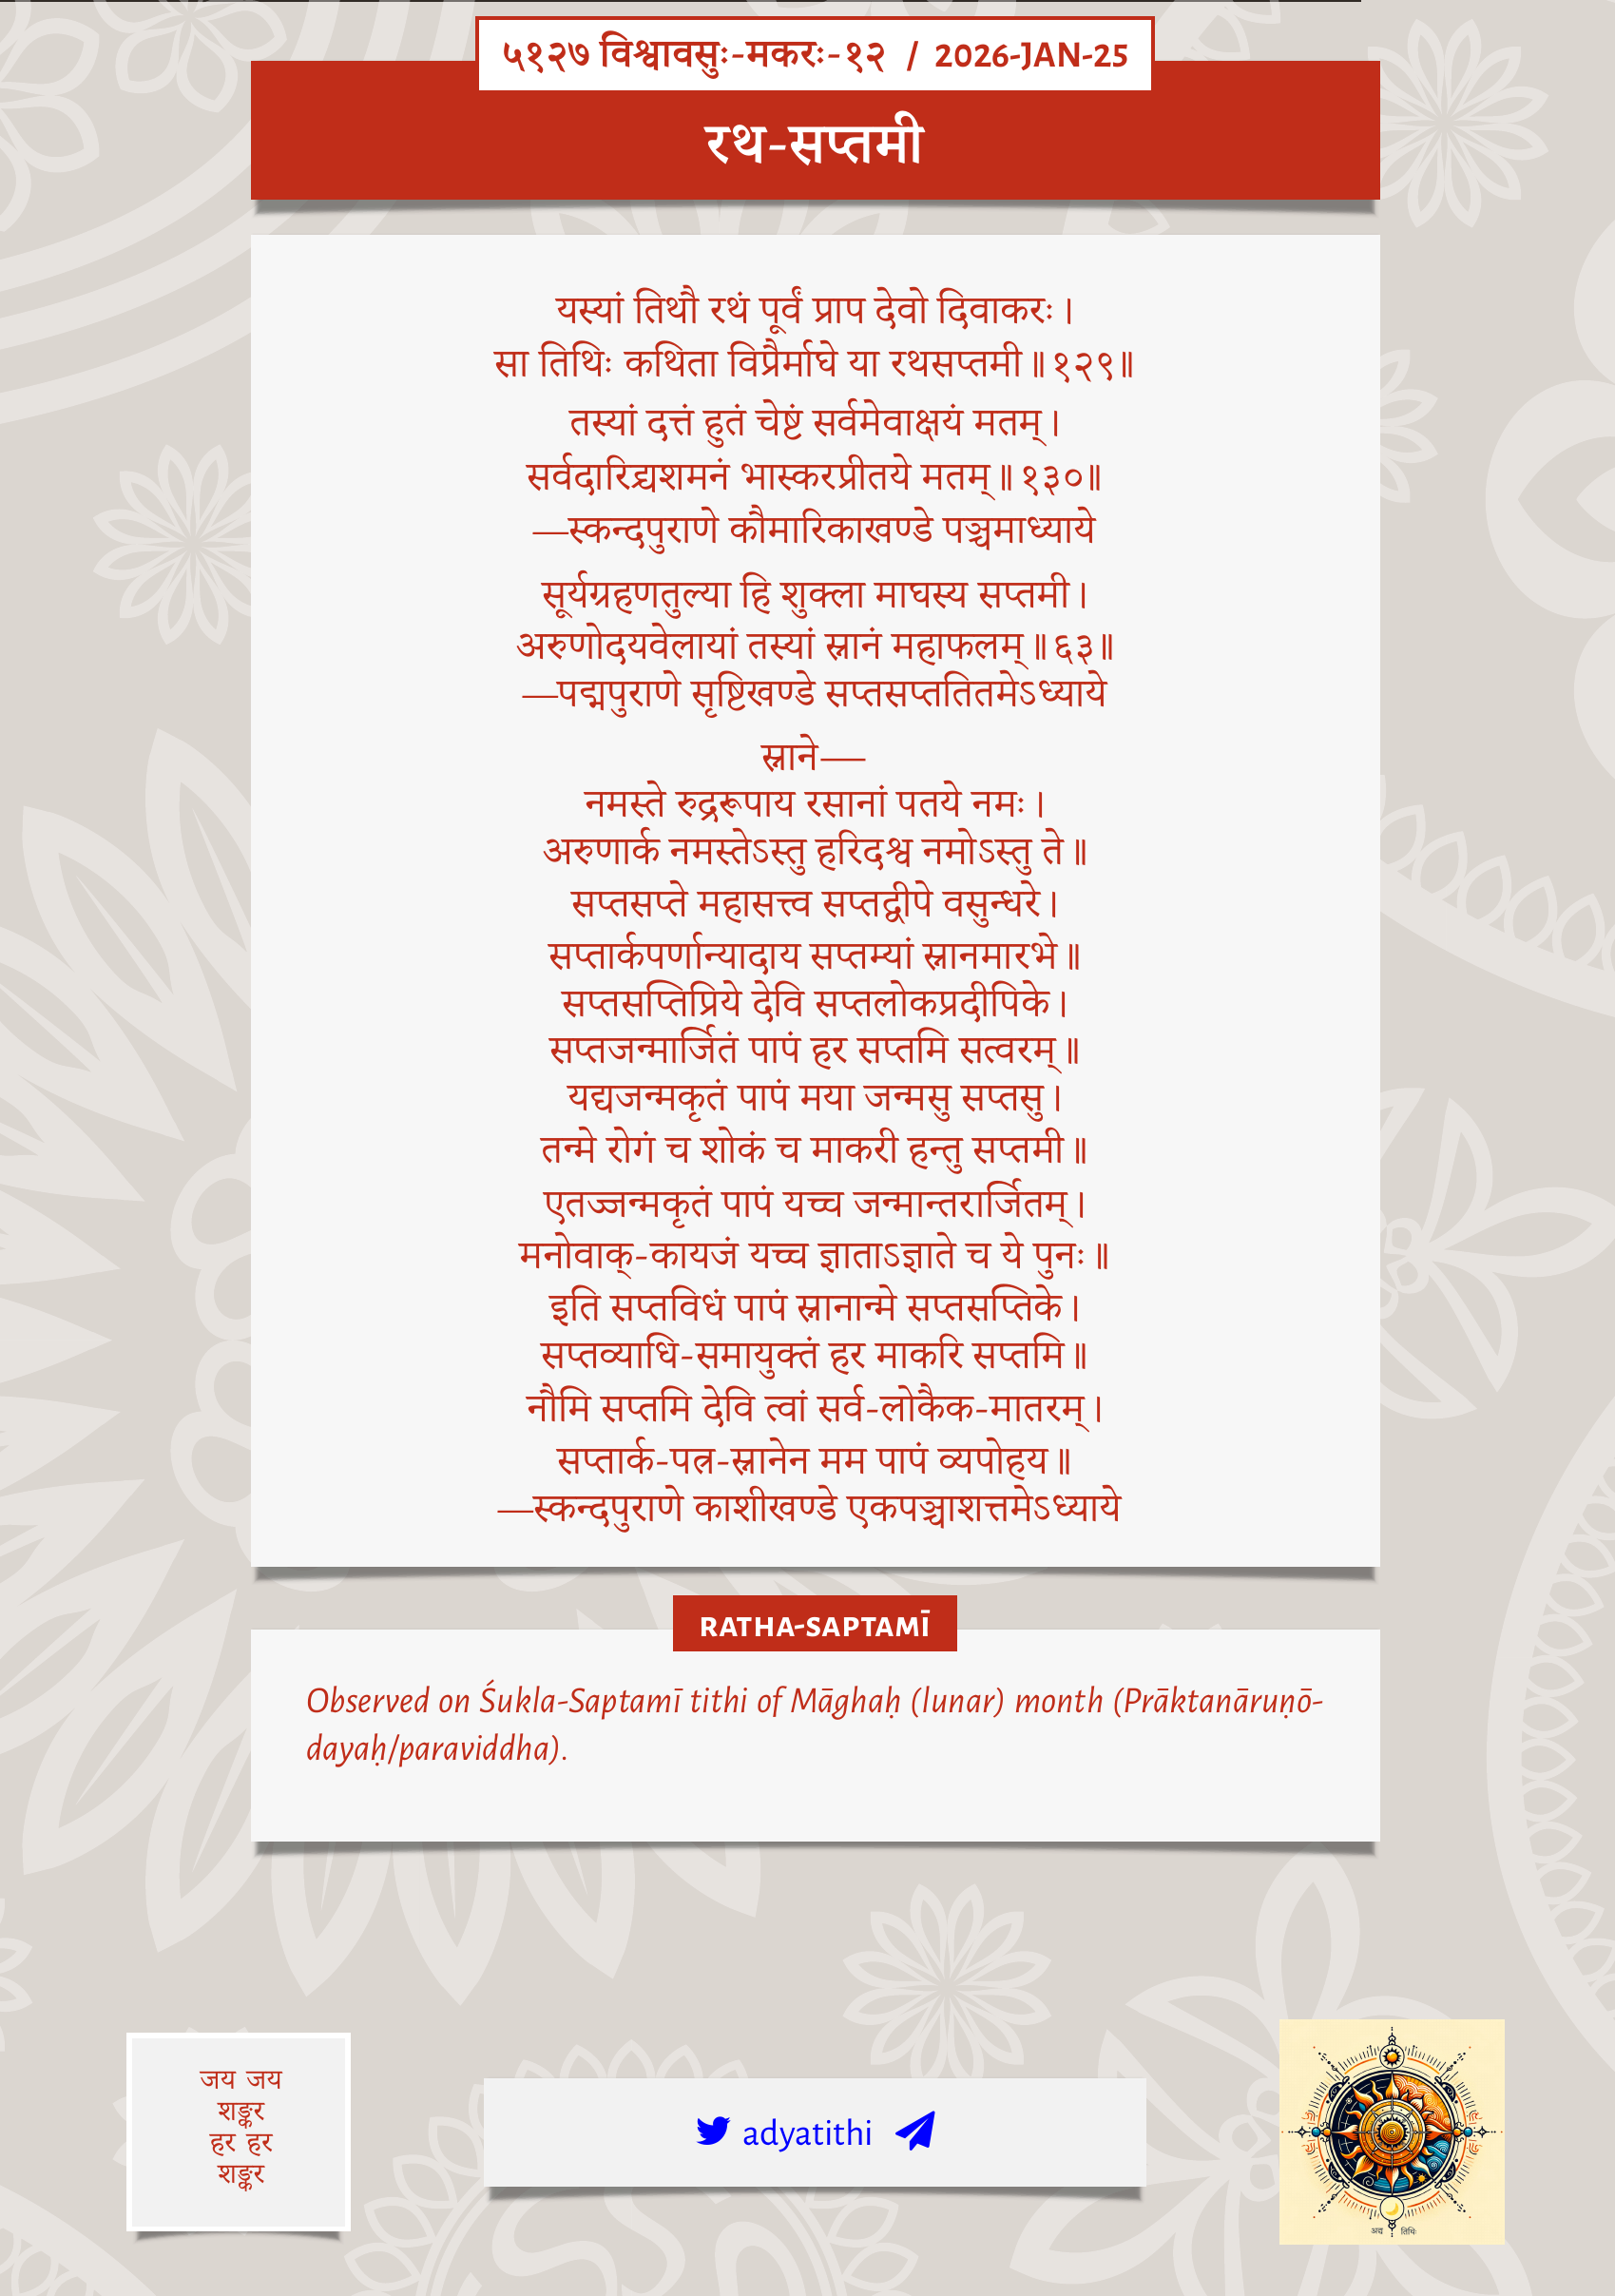 ५१२७ विश्वावसुः-मकरः-१२ / 2026-JAN-25
रथ-सप्तमी
यस्यां तिथौ रथं पूर्वं प्राप देवो दिवाकरः।
सा तिथिः कथिता विप्रैर्माघे या रथसप्तमी॥१२९॥
तस्यां दत्तं हुतं चेष्टं सर्वमेवाक्षयं मतम्।
सर्वदारिद्र्यशमनं भास्करप्रीतये मतम्॥१३०॥
—स्कन्दपुराणे कौमारिकाखण्डे पञ्चमाध्याये
सूर्यग्रहणतुल्या हि शुक्ला माघस्य सप्तमी।
अरुणोदयवेलायां तस्यां स्नानं महाफलम्॥६३॥
—पद्मपुराणे सृष्टिखण्डे सप्तसप्ततितमेऽध्याये
स्नाने—
नमस्ते रुद्ररूपाय रसानां पतये नमः।
अरुणार्क नमस्तेऽस्तु हरिदश्व नमोऽस्तु ते॥
सप्तसप्ते महासत्त्व सप्तद्वीपे वसुन्धरे।
सप्तार्कपर्णान्यादाय सप्तम्यां स्नानमारभे॥
सप्तसप्तिप्रिये देवि सप्तलोकप्रदीपिके।
सप्तजन्मार्जितं पापं हर सप्तमि सत्वरम्॥
यद्यजन्मकृतं पापं मया जन्मसु सप्तसु।
तन्मे रोगं च शोकं च माकरी हन्तु सप्तमी॥
एतज्जन्मकृतं पापं यच्च जन्मान्तरार्जितम्।
मनोवाक्-कायजं यच्च ज्ञाताऽज्ञाते च ये पुनः॥
इति सप्तविधं पापं स्नानान्मे सप्तसप्तिके।
सप्तव्याधि-समायुक्तं हर माकरि सप्तमि॥
नौमि सप्तमि देवि त्वां सर्व-लोकैक-मातरम्।
सप्तार्क-पत्र-स्नानेन मम पापं व्यपोहय॥
—स्कन्दपुराणे काशीखण्डे एकपञ्चाशत्तमेऽध्याये
RATHA-SAPTAMĪ
Observed on Śukla-Saptamī tithi of Māghaḥ (lunar) month (Prāktanāruṇō-
dayaḥ/paraviddha).
जय जय
शङ्कर
हर हर
शङ्कर
adyatithi
अद्य तिथिः